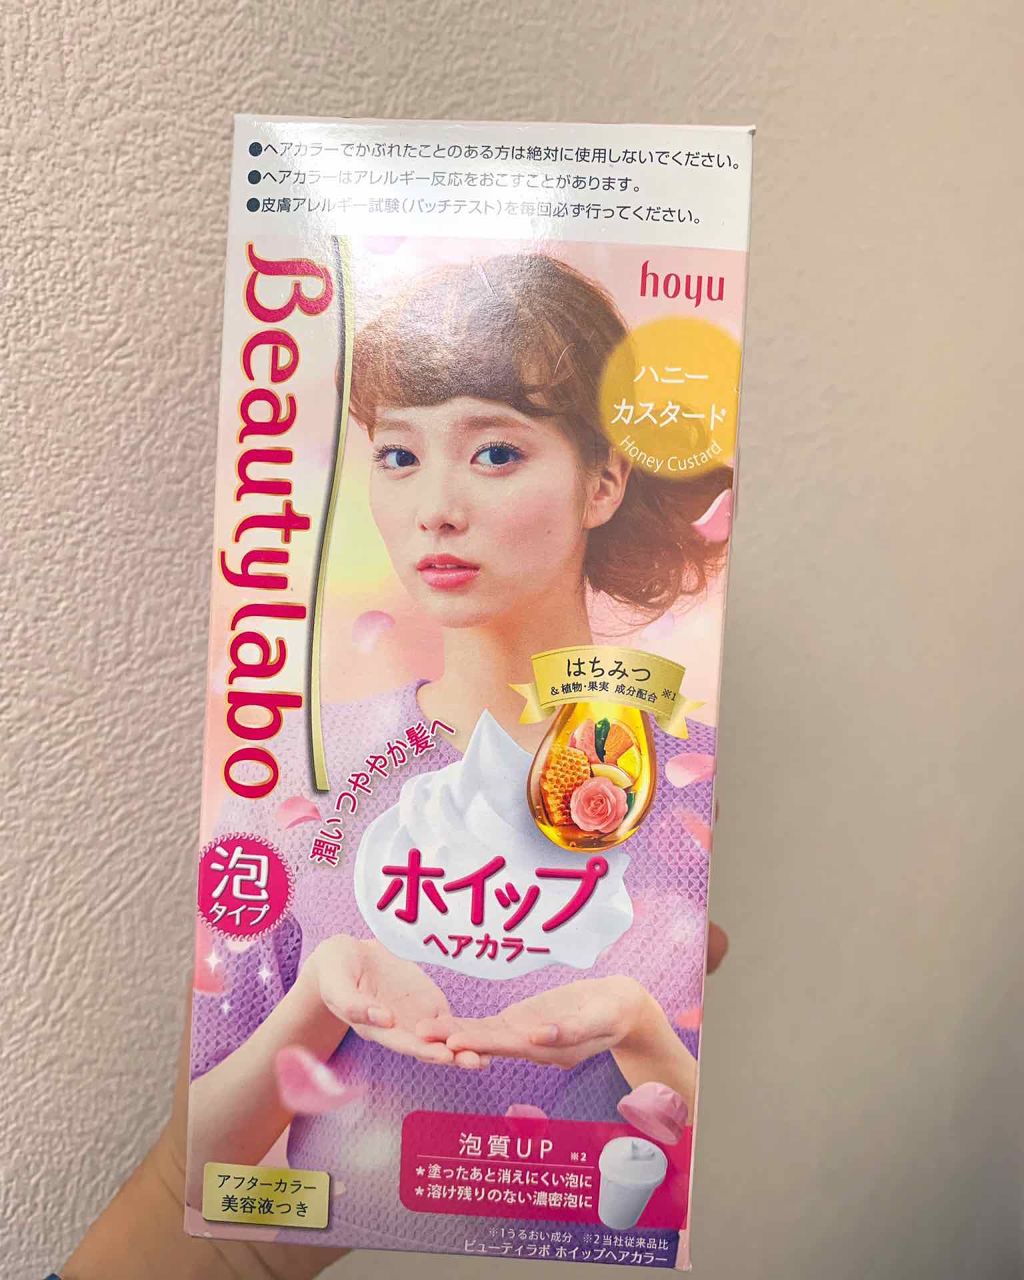 ●ヘアカラーでかぶれたことのある方は絶対に使用しないでください。
●ヘアカラーはアレルギー反応をおこすことがあります。
●皮膚アレルギー試験(パッチテスト)を毎回必ず行ってください。
Beautylabo
hoyu
ハニー
カスタード
Honey Custard
はちみつ
&植物・果実 成分配合 ※1
潤い つややか髪へ
泡
タイプ
ホイップ
ヘアカラー
泡質UP ※2
★塗ったあと消えにくい泡に
★溶け残りのない濃密泡に
アフターカラー
美容液つき
※1うるおい成分 ※2当社従来品比
ビューティラボ ホイップヘアカラー